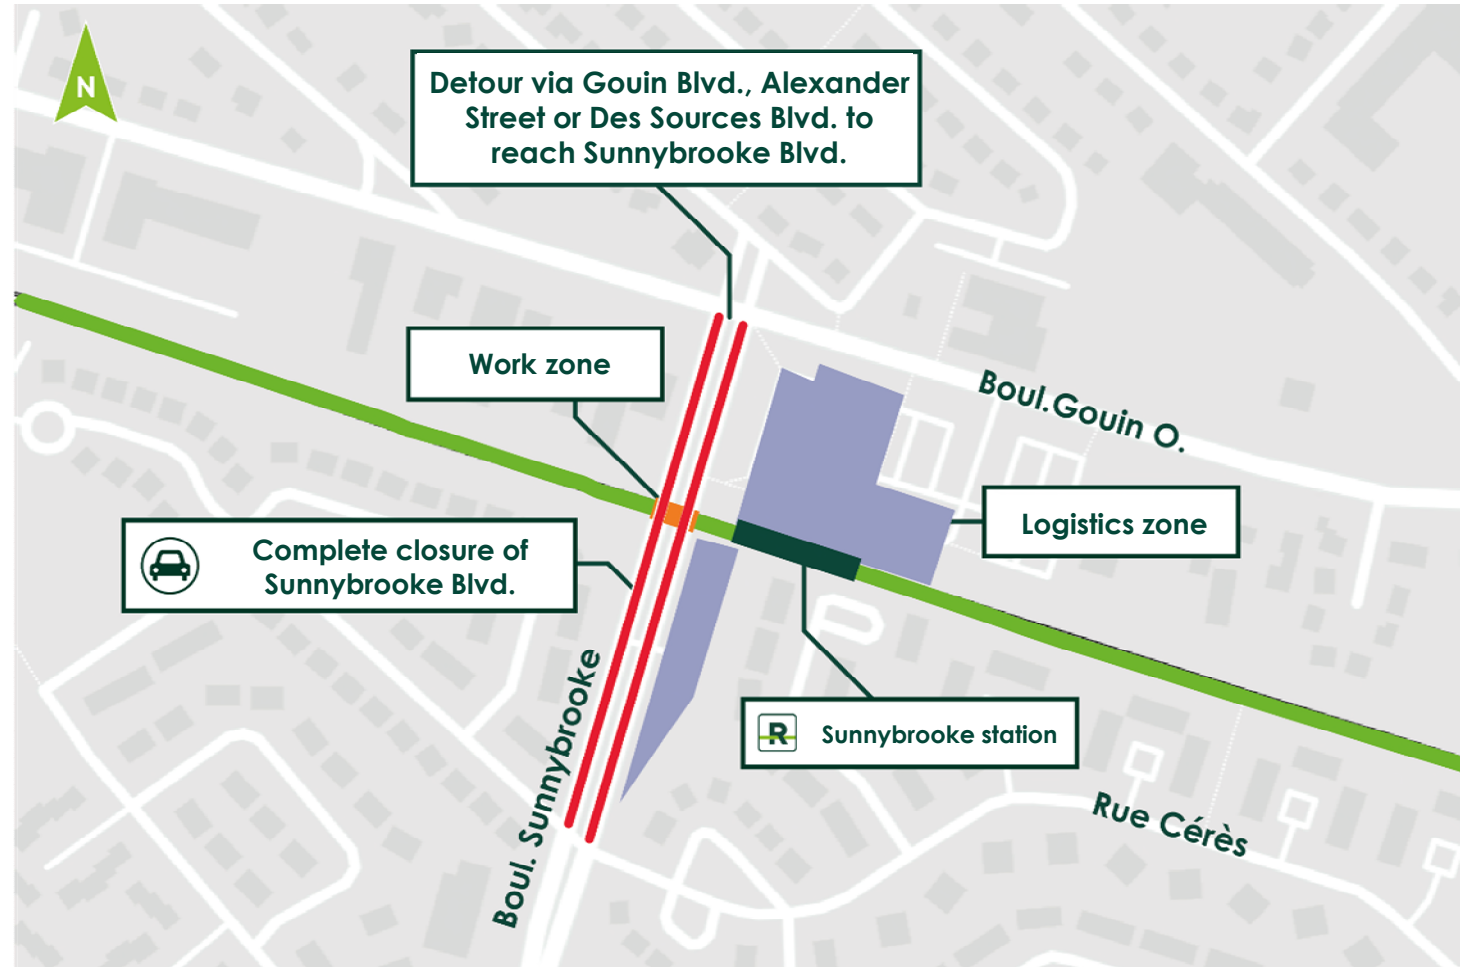 N
Detour via Gouin Blvd., Alexander
Street or Des Sources Blvd. to
reach Sunnybrooke Blvd.
Work zone
Boul.Gouin O.
Logistics zone
Complete closure of
Sunnybrooke Blvd.
Boul. Sunnybrooke
R
Sunnybrooke station
Rue Cérès